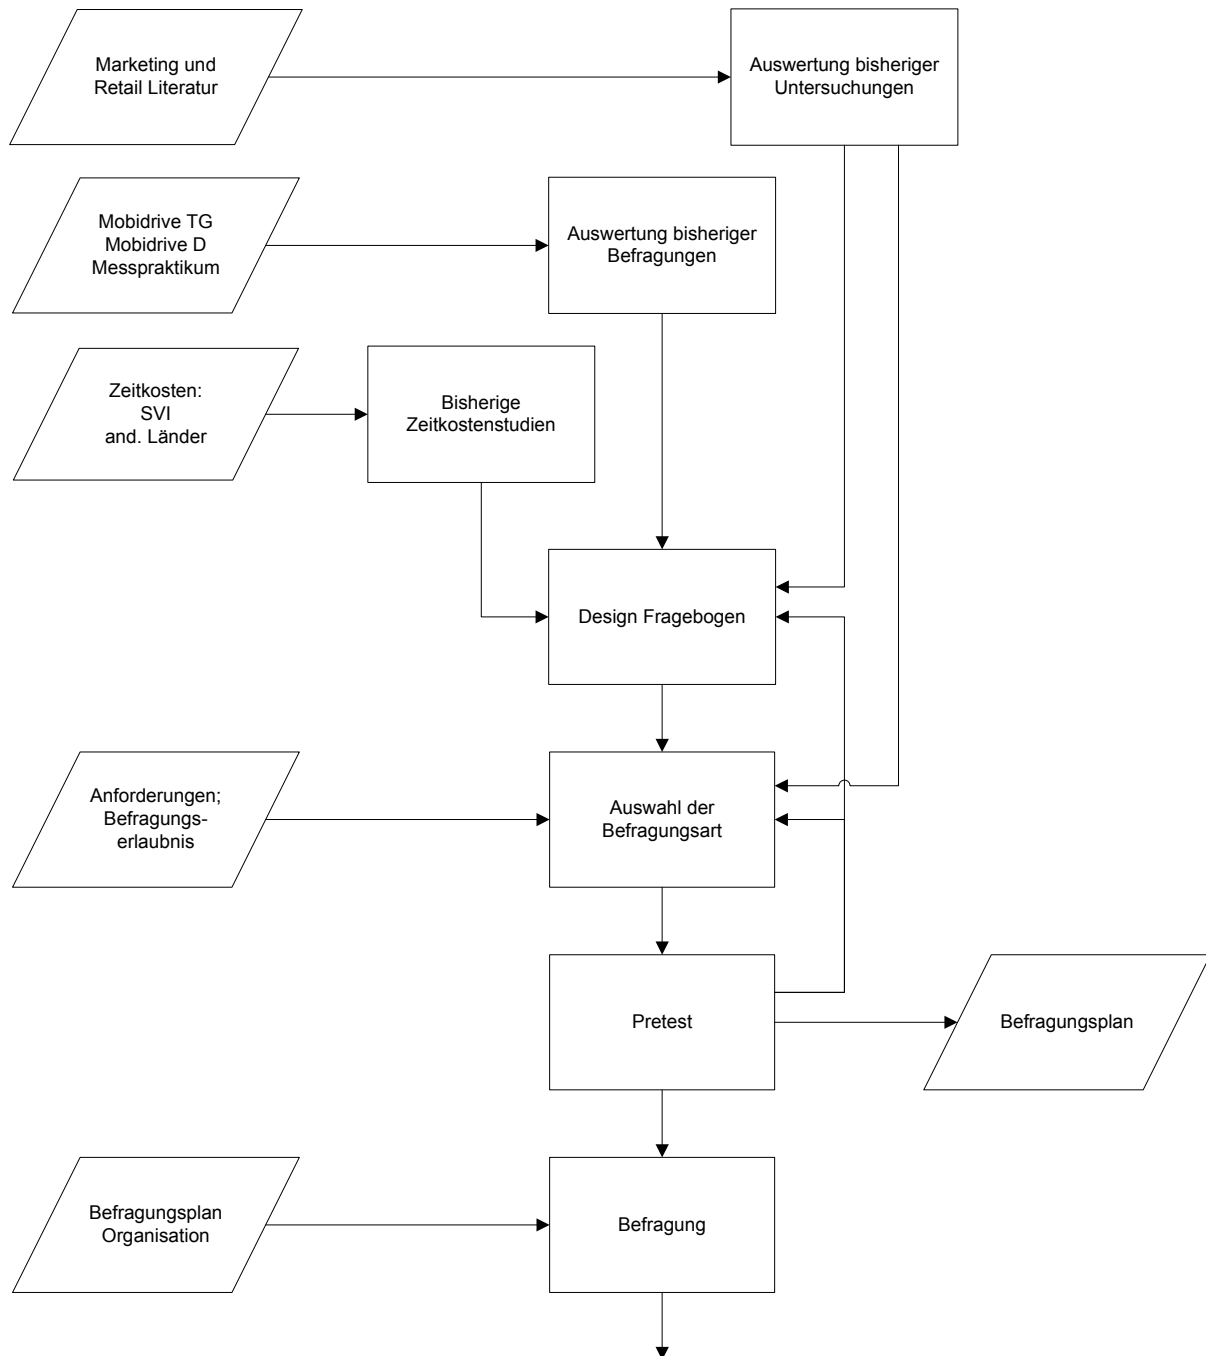 Marketing und
Retail Literatur
Auswertung bisheriger
Untersuchungen
Mobidrive TG
Mobidrive D
Messpraktikum
Auswertung bisheriger
Befragungen
Zeitkosten:
SVI
and. Länder
Bisherige
Zeitkostenstudien
Design Fragebogen
Anforderungen;
Befragungs-
erlaubnis
Auswahl der
Befragungsart
Pretest
Befragungsplan
Befragungsplan
Organisation
Befragung